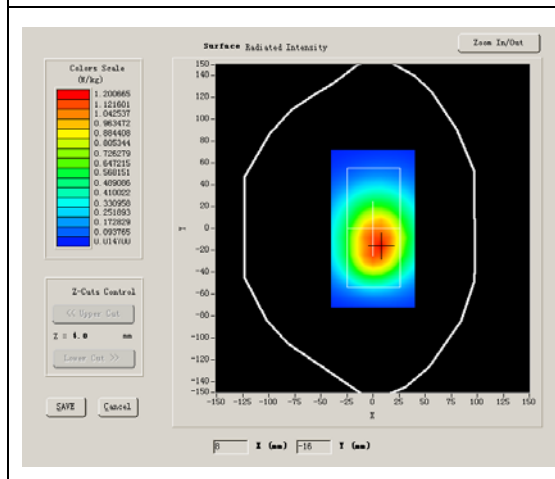 Surface Radiated Intensity
Zoom In/Out
Colors Scale
(W/kg)
1.200665
1.121601
1.042537
0.963472
0.884408
0.805344
0.726279
0.647215
0.568151
0.489086
0.410022
0.330958
0.251893
0.172829
0.093765
0.014700
Z-Cuts Control
<< Upper Cut
Z = 4.0 mm
Lower Cut >>
SAVE
Cancel
150
140
120
100
80
60
40
20
0
-20
-40
-60
-80
-100
-120
-140
-150
Y
-150 -125 -100 -75 -50 -25 0 25 50 75 100 125 150
X
8 X (mm) -16 Y (mm)